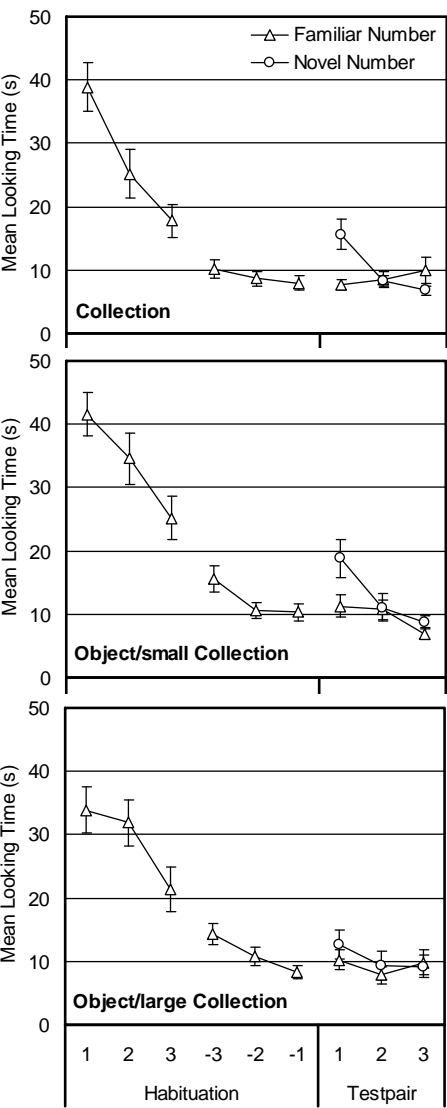 Familiar Number
Novel Number
50
40
30
20
10
0
Mean Looking Time (s)
Collection
50
40
30
20
10
0
Mean Looking Time (s)
Object/small Collection
50
40
30
20
10
0
Mean Looking Time (s)
Object/large Collection
1 2 3 -3 -2 -1 1 2 3
Habituation Testpair